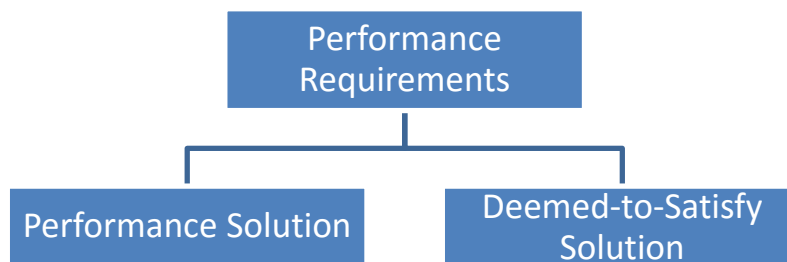 Performance
Requirements
Performance Solution
Deemed-to-Satisfy
Solution